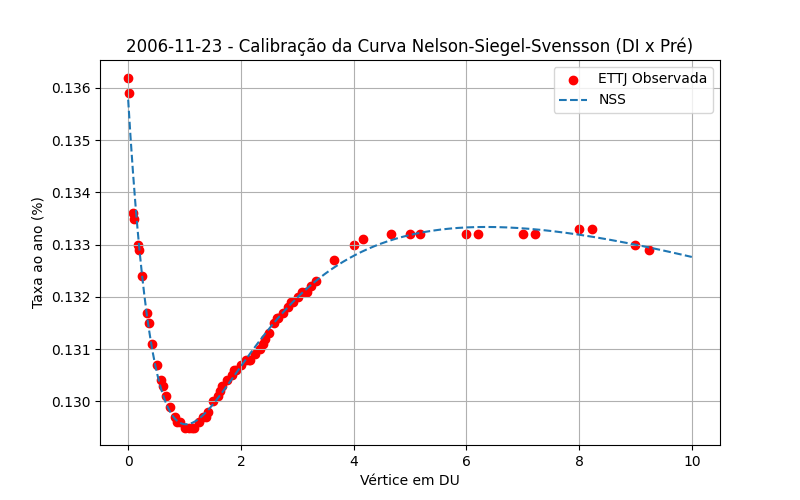 2006-11-23 - Calibração da Curva Nelson-Siegel-Svensson (DI x Pré)
ETTJ Observada
NSS
0.136
0.135
0.134
0.133
0.132
0.131
0.130
Taxa ao ano (%)
0 2 4 6 8 10
Vértice em DU